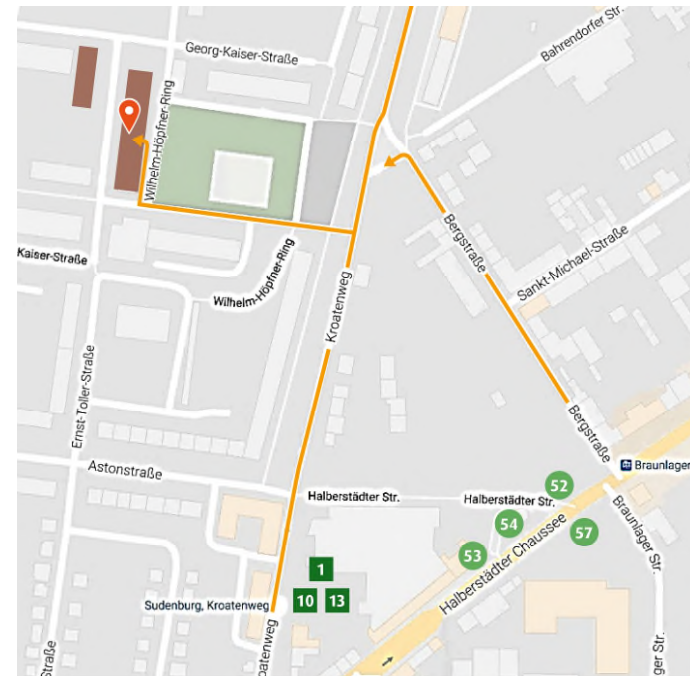 Georg-Kaiser-Straße
Bahrendorfer Str.
Wilhelm-Höpfner-Ring
Bergstraße
Sankt-Michael-Straße
Kaiser-Straße
Wilhelm-Höpfner-Ring
Kroatenweg
Ernst-Toller-Straße
Bergstraße
Astonstraße
Braunlager
Halberstädter Str.
Halberstädter Str.
52
54
57
53
Halberstädter Chaussee
Braunlager Str.
1
10
13
Sudenburg, Kroatenweg
oatenweg
Straße
ger Str.